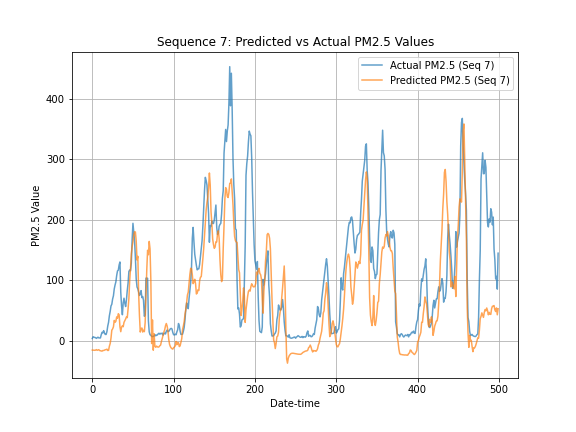 Sequence 7: Predicted vs Actual PM2.5 Values
Actual PM2.5 (Seq 7)
Predicted PM2.5 (Seq 7)
400
300
200
100
0
PM2.5 Value
0 100 200 300 400 500
Date-time